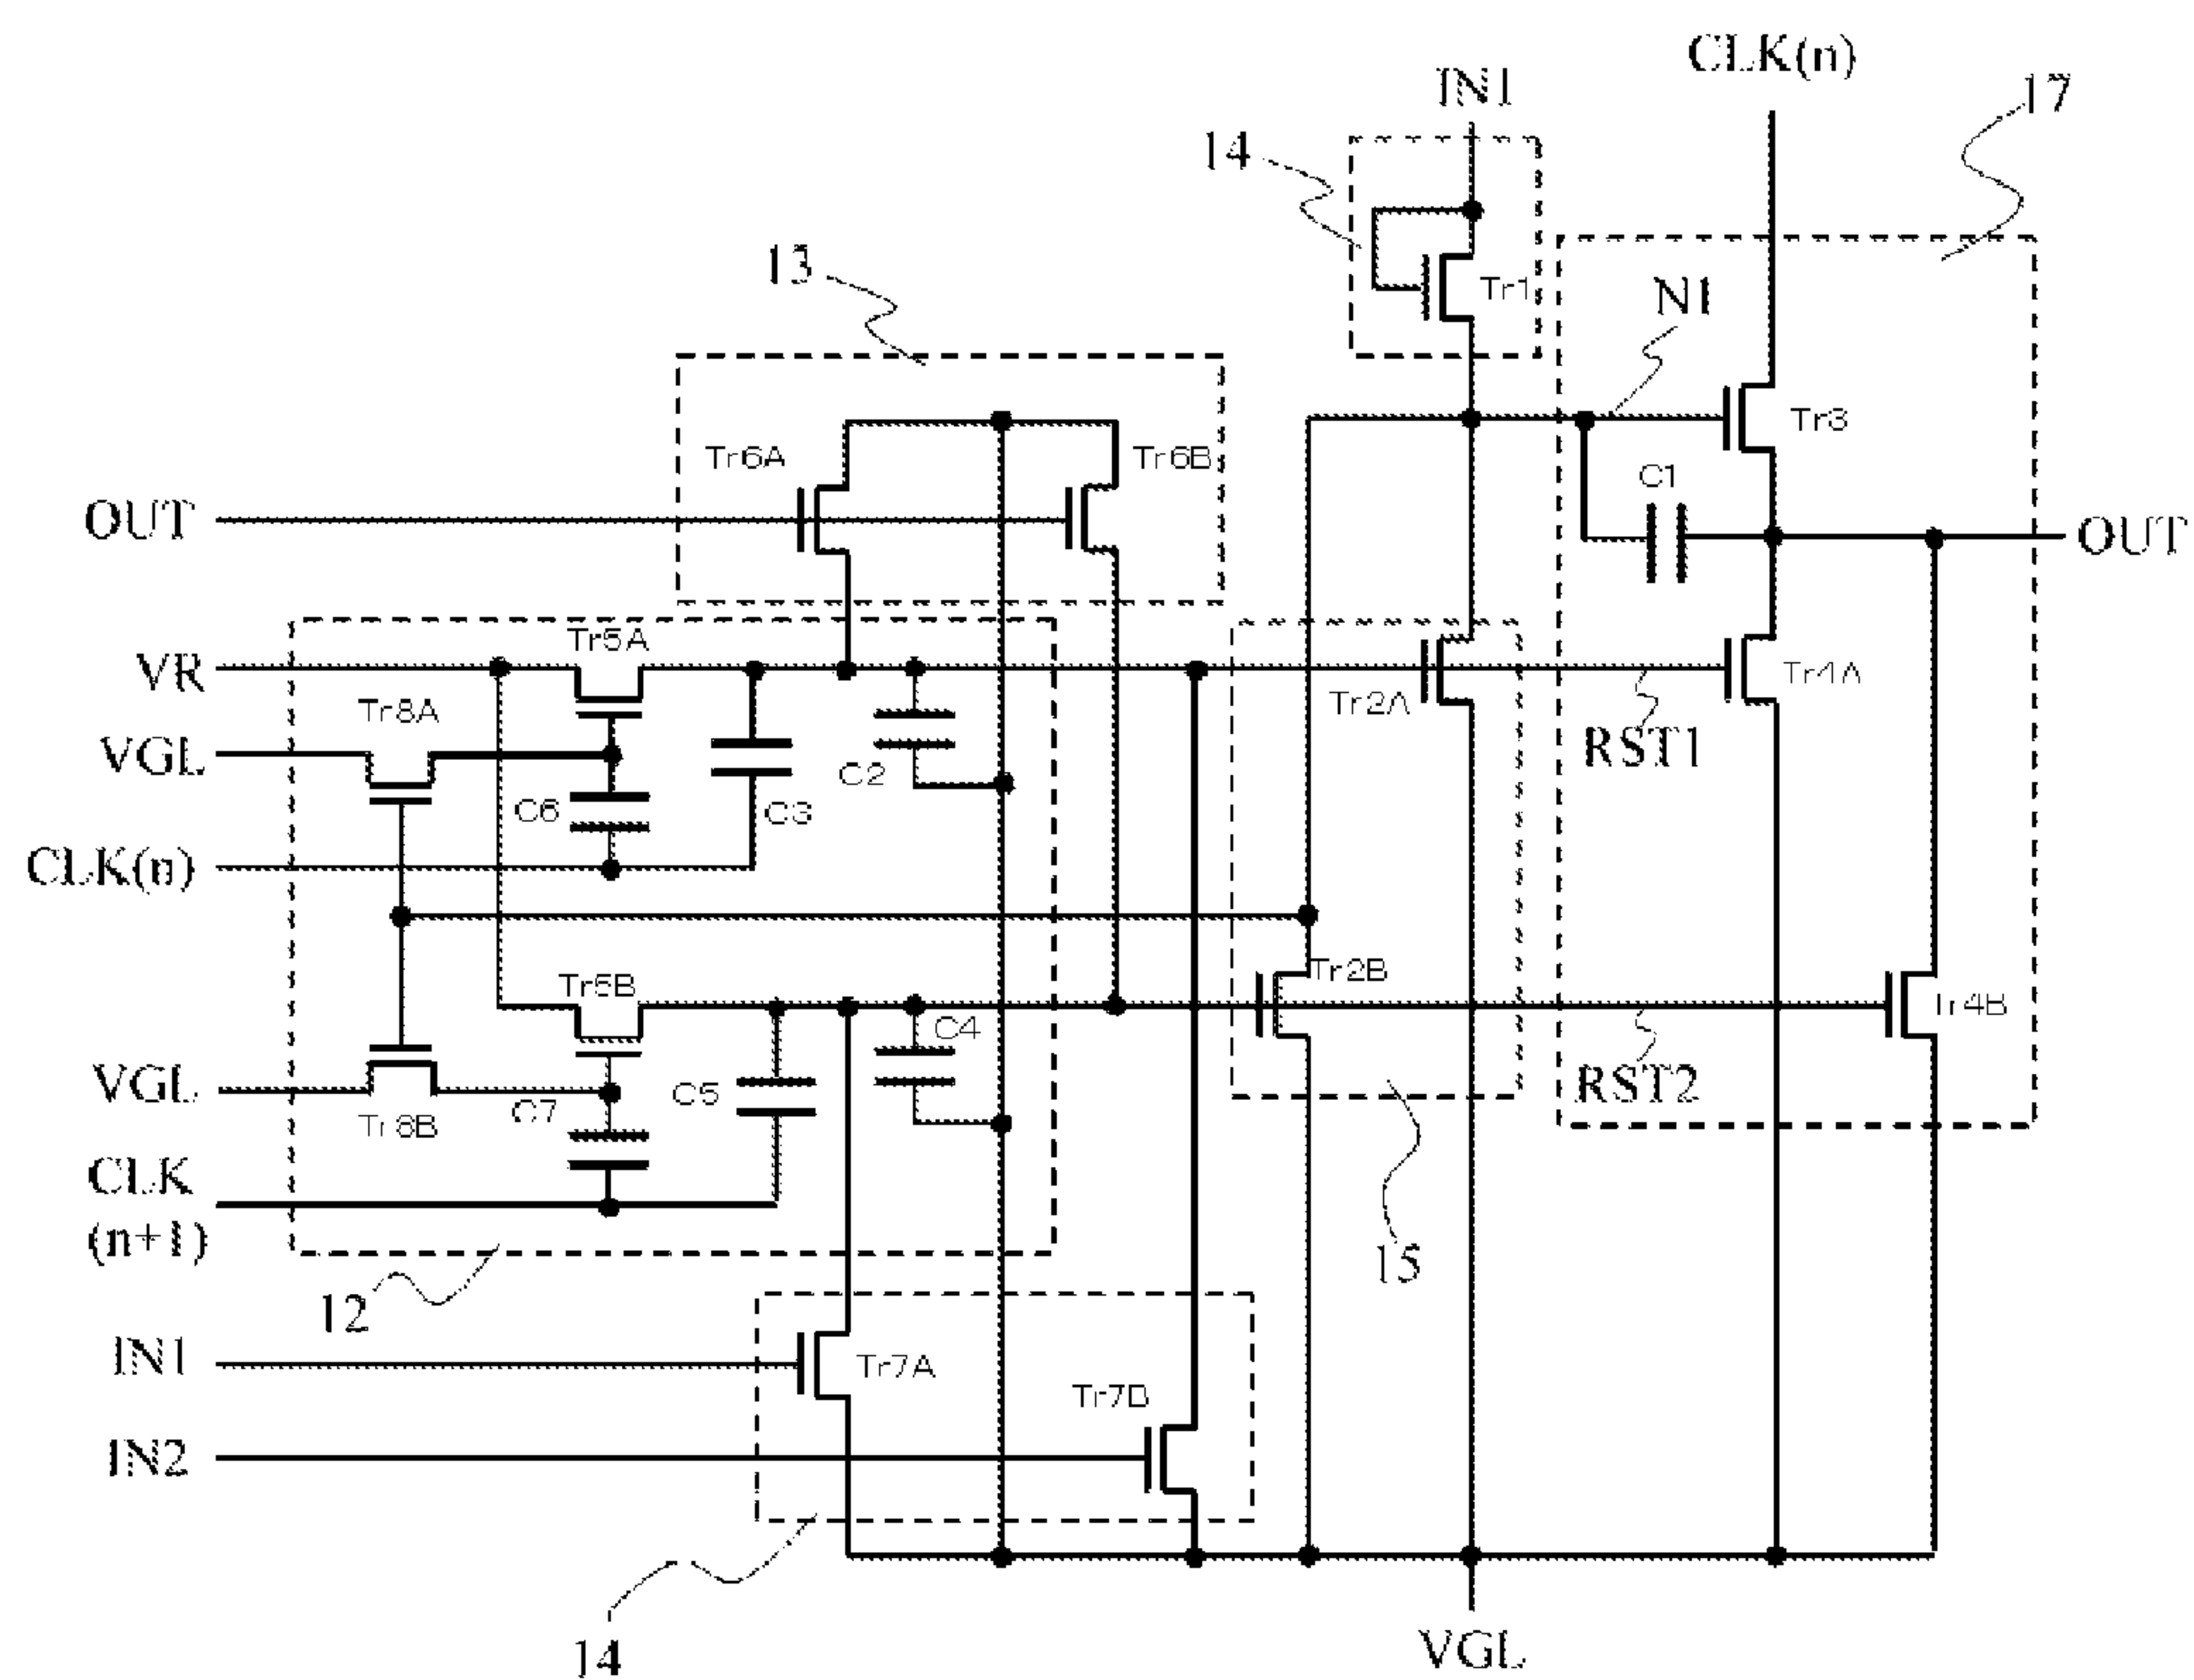 CLK(n)
IN1
17
14
13
Tr1
N1
Tr3
Tr6A
Tr6B
C1
OUT
OUT
Tr5A
VR
Tr8A
Tr2A
Tr4A
VGL
RST1
C2
C6
C3
CLK(n)
Tr2B
Tr5B
Tr4B
C4
VGL
C7
C5
RST2
Tr8B
CLK
(n+1)
15
12
IN1
Tr7A
Tr7B
IN2
14
VGL